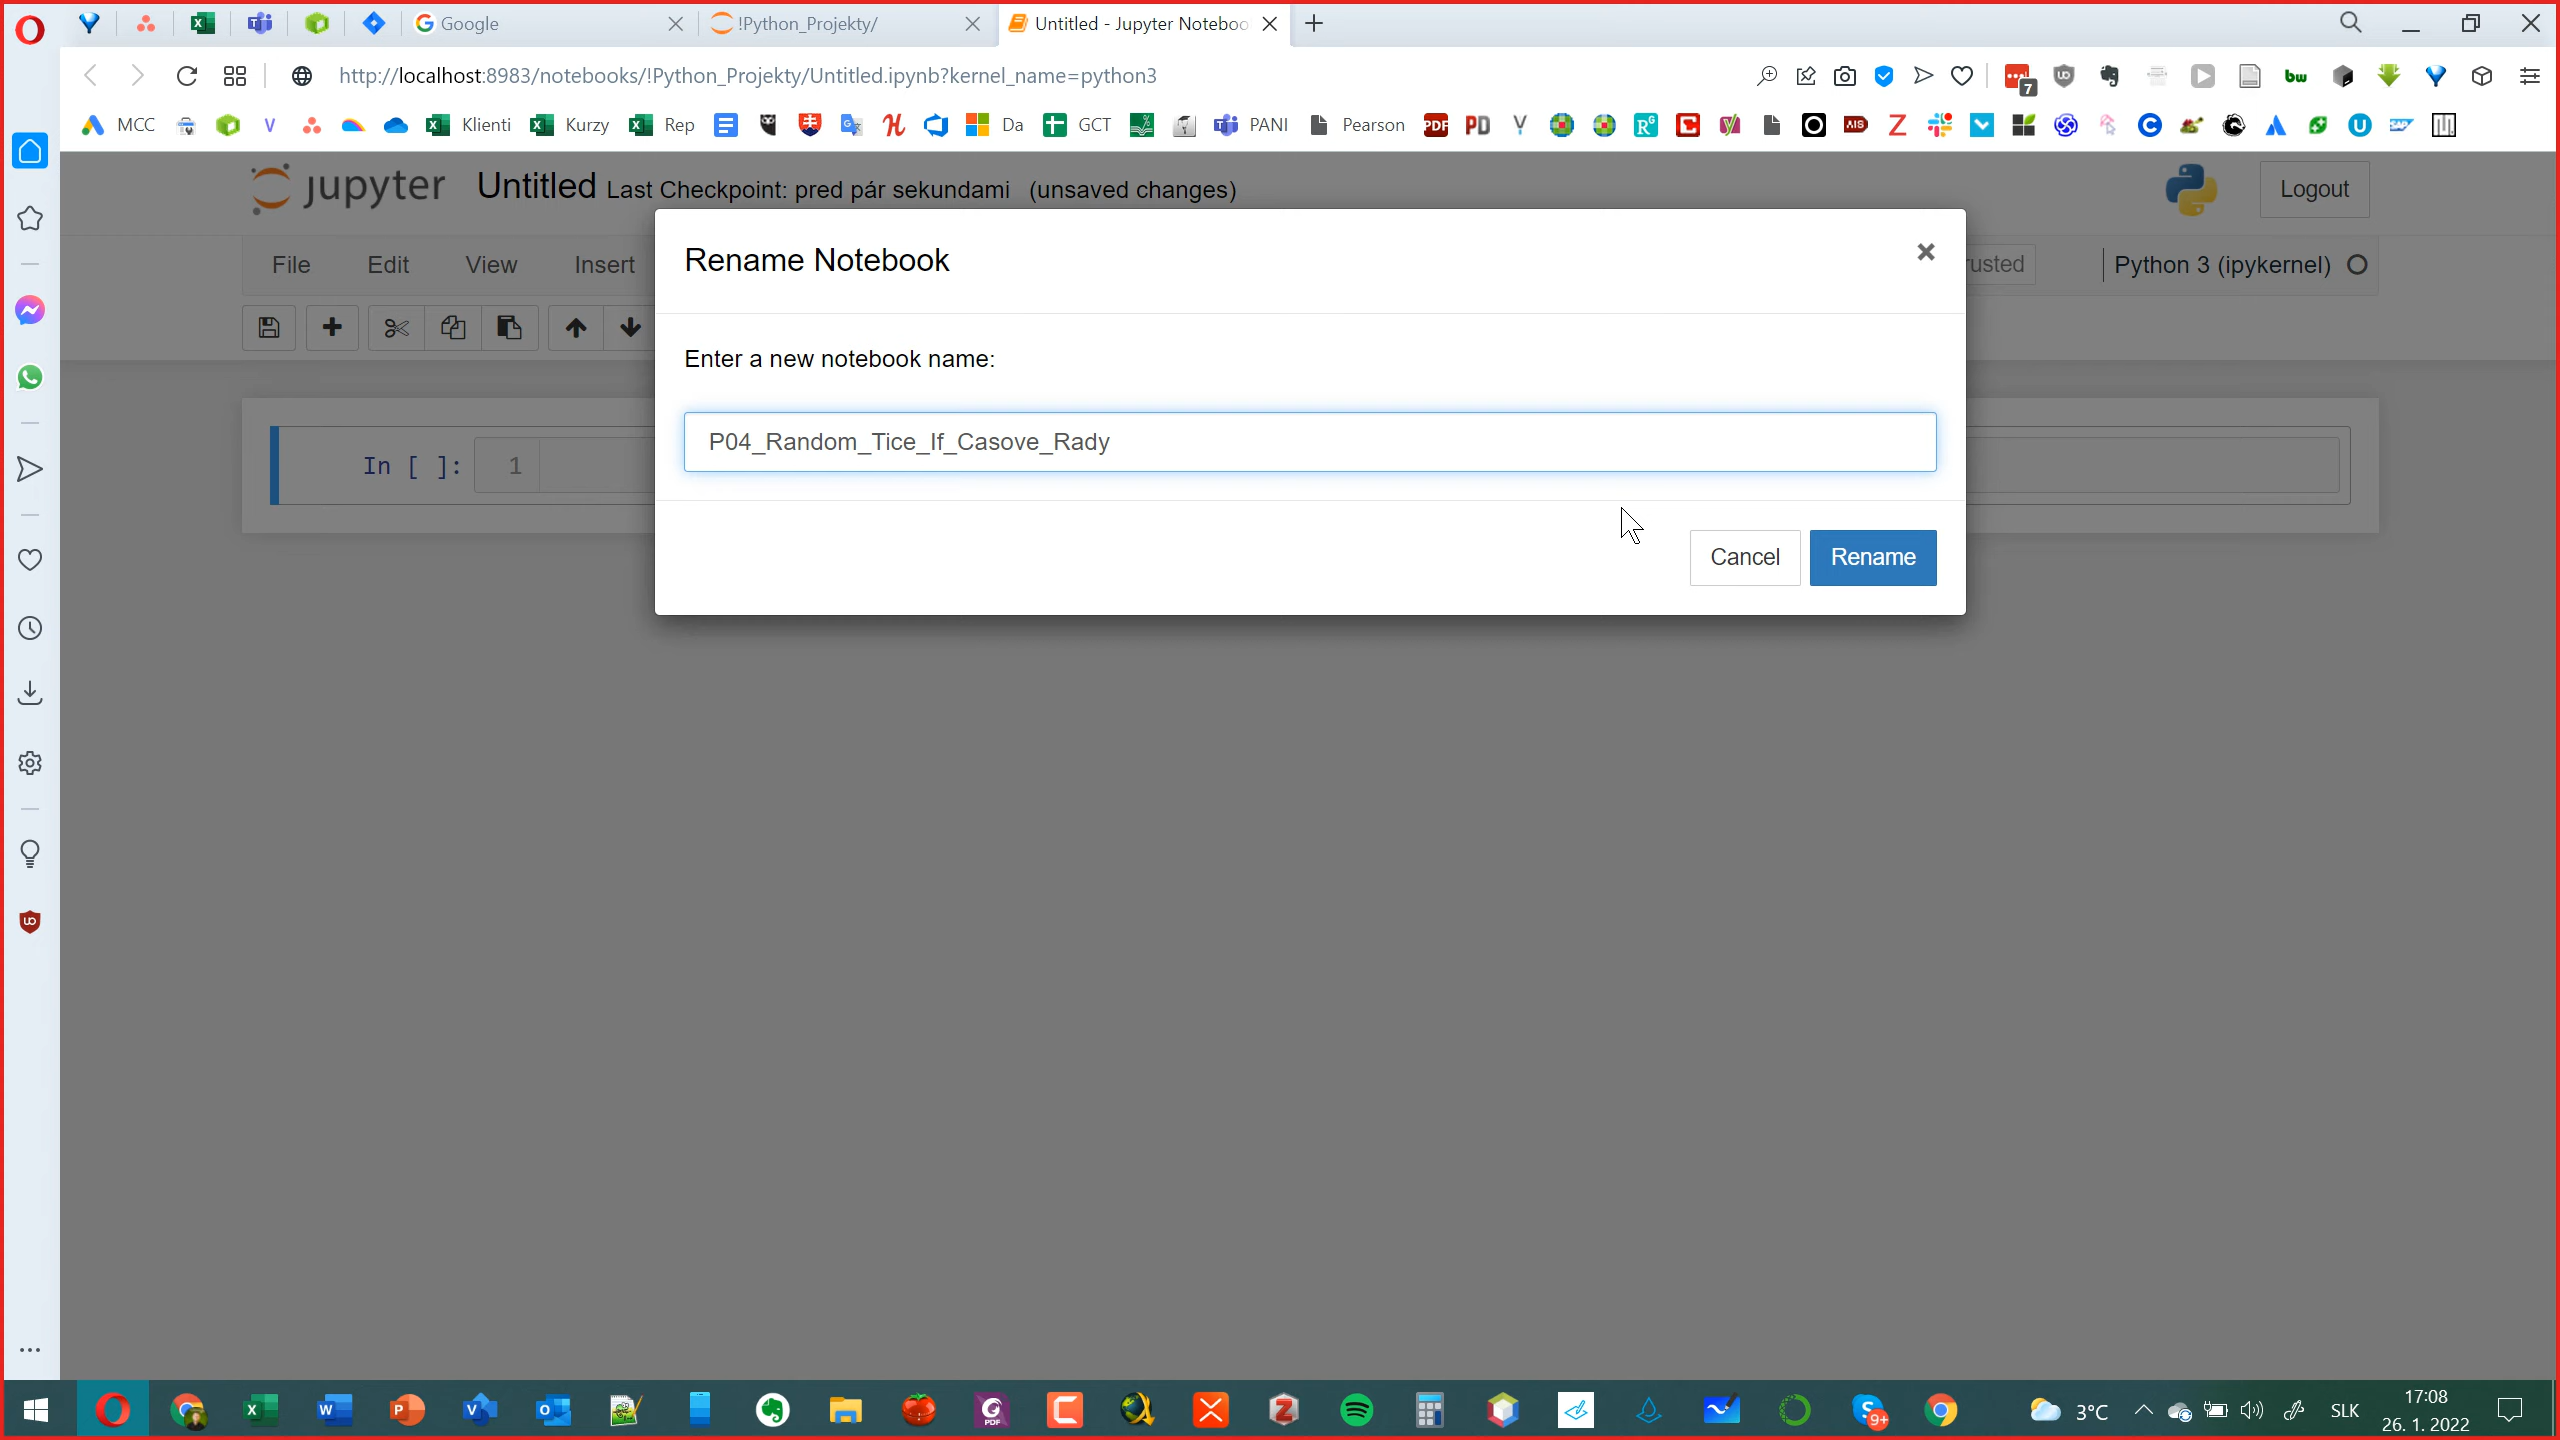 Google
!Python_Projekty/
Untitled - Jupyter Noteboo
http://localhost:8983/notebooks/!Python_Projekty/Untitled.ipynb?kernel_name=python3
7
MCC
Klienti
Kurzy
Rep
Da
GCT
PANI
Pearson
jupyter Untitled Last Checkpoint: pred pár sekundami (unsaved changes)
Logout
File Edit View Insert
rusted
Python 3 (ipykernel)
In [ ]: 1
Rename Notebook
Enter a new notebook name:
P04_Random_Tice_If_Casove_Rady
Cancel
Rename
3°C
SLK
17:08
26. 1. 2022